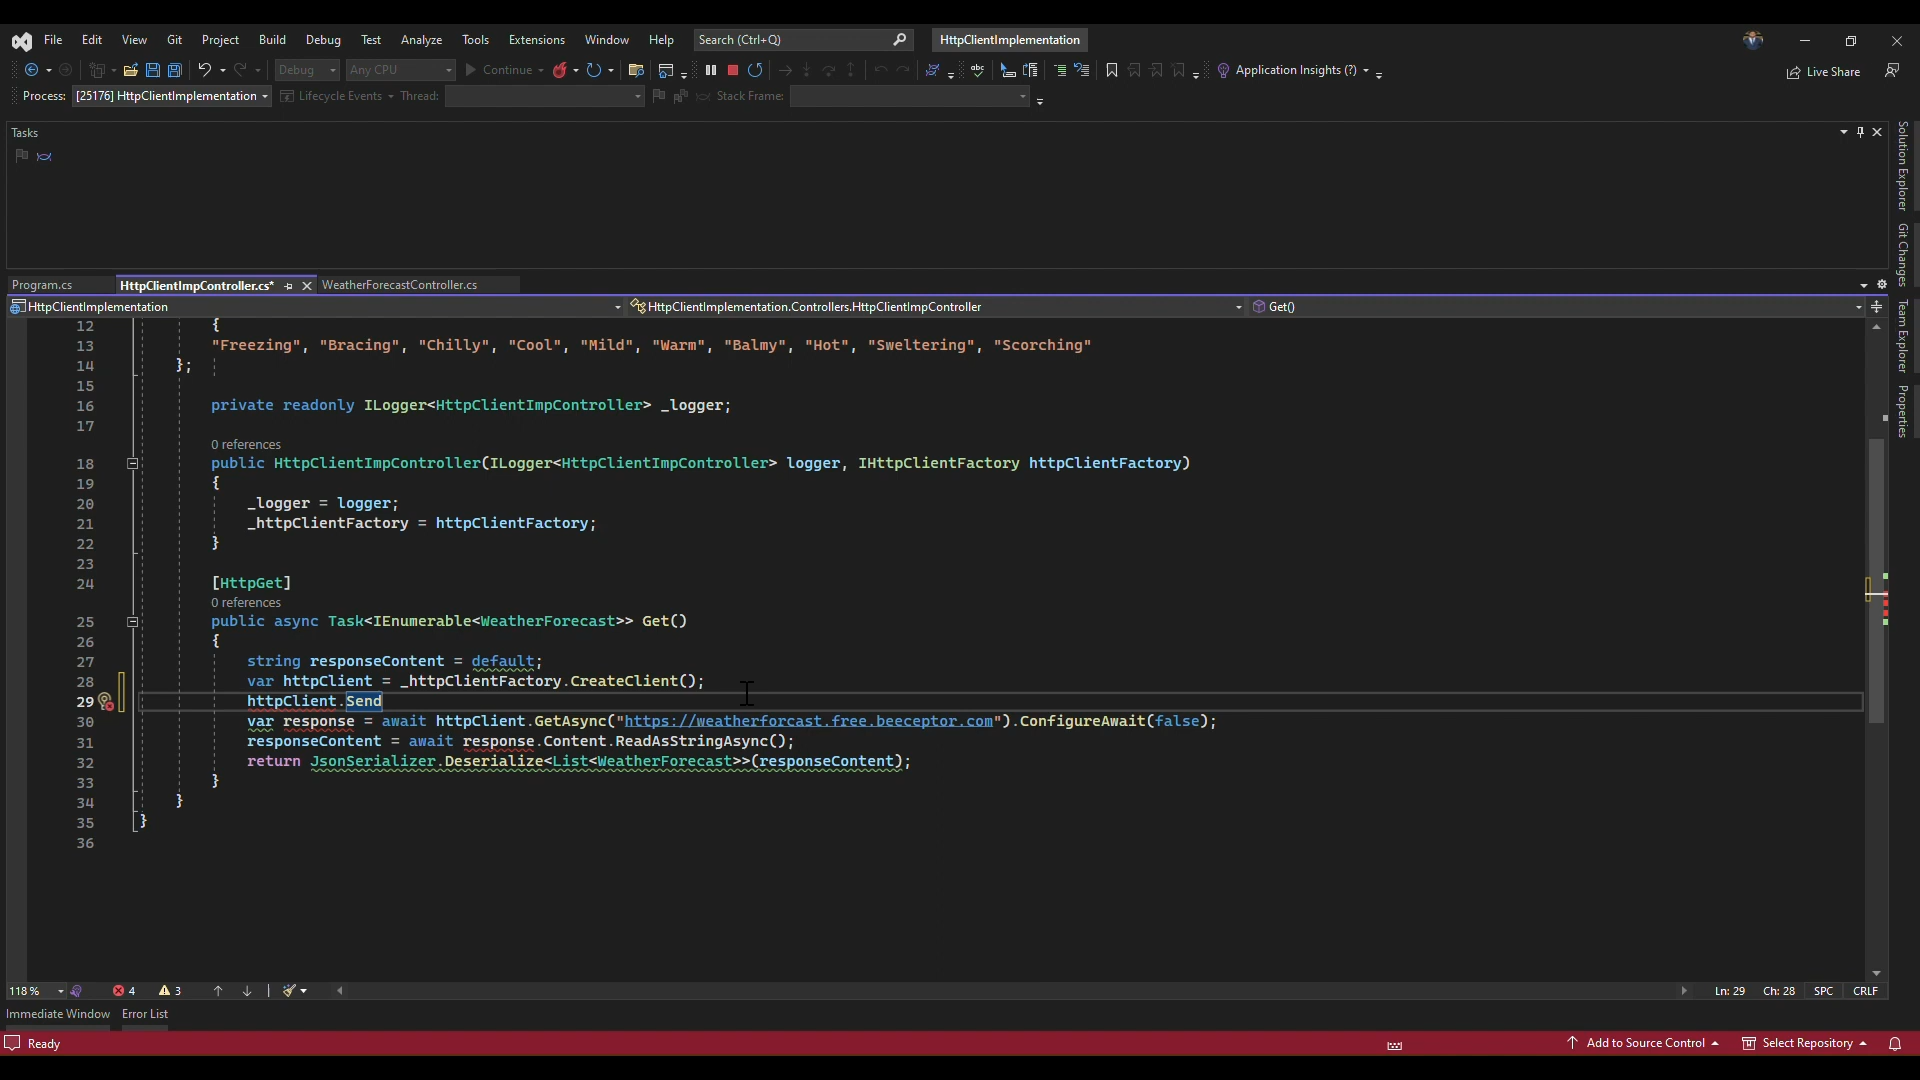 File Edit View Git Project Build Debug Test Analyze Tools Extensions Window Help Search (Ctrl+Q) HttpClientImplementation
Debug Any CPU Continue Application Insights (?) Live Share
Process: [25176] HttpClientImplementation Lifecycle Events Thread: Stack Frame:
Tasks
Program.cs HttpClientImpController.cs* WeatherForecastController.cs
HttpClientImplementation HttpClientImplementation.Controllers.HttpClientImpController Get()
12 {
13 "Freezing", "Bracing", "Chilly", "Cool", "Mild", "Warm", "Balmy", "Hot", "Sweltering", "Scorching"
14 };
15
16 private readonly ILogger<HttpClientImpController> _logger;
17
0 references
18 public HttpClientImpController(ILogger<HttpClientImpController> logger, IHttpClientFactory httpClientFactory)
19 {
20 _logger = logger;
21 _httpClientFactory = httpClientFactory;
22 }
23
24 [HttpGet]
0 references
25 public async Task<IEnumerable<WeatherForecast>> Get()
26 {
27 string responseContent = default;
28 var httpClient = _httpClientFactory.CreateClient();
29 httpClient.Send
30 var response = await httpClient.GetAsync("https://weatherforcast.free.beeceptor.com").ConfigureAwait(false);
31 responseContent = await response.Content.ReadAsStringAsync();
32 return JsonSerializer.Deserialize<List<WeatherForecast>>(responseContent);
33 }
34 }
35 }
36
118 % 4 3 Ln: 29 Ch: 28 SPC CRLF
Immediate Window Error List
Ready Add to Source Control Select Repository
Solution Explorer
Git Changes
Team Explorer
Properties